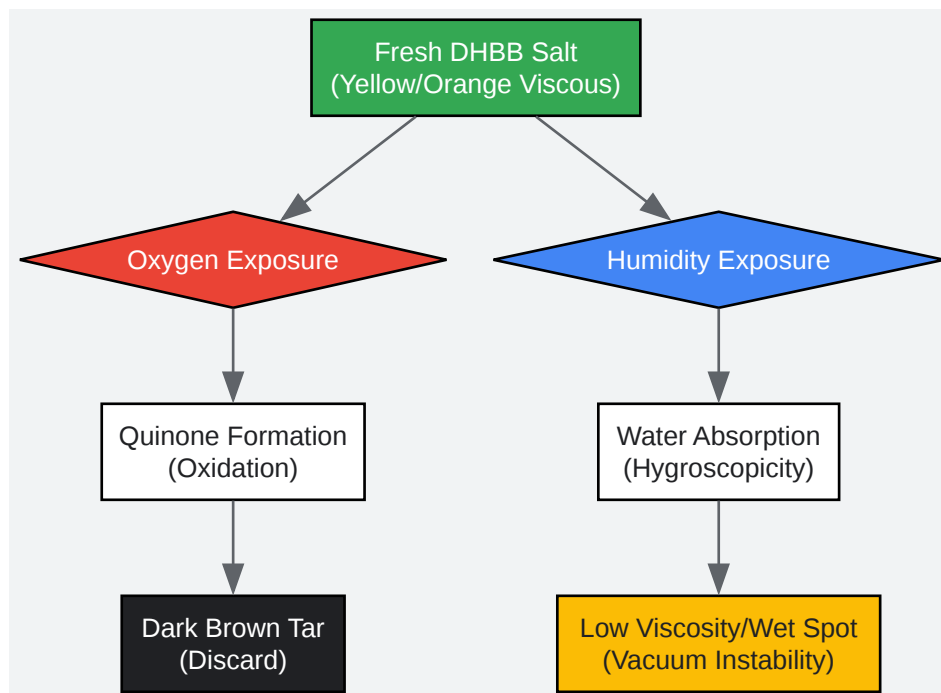 Fresh DHBB Salt
(Yellow/Orange Viscous)
Oxygen Exposure
Humidity Exposure
Quinone Formation
(Oxidation)
Water Absorption
(Hygroscopicity)
Dark Brown Tar
(Discard)
Low Viscosity/Wet Spot
(Vacuum Instability)